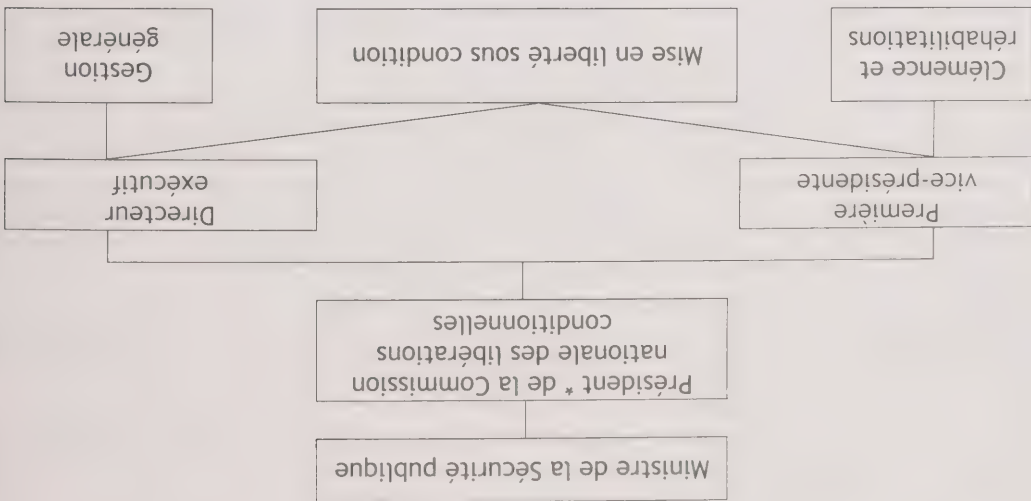 Ministre de la Sécurité publique
Président * de la Commission
nationale des libérations
conditionnelles
Première
vice-présidente
Directeur
exécutif
Clémence et
réhabilitations
Mise en liberté sous condition
Gestion
générale